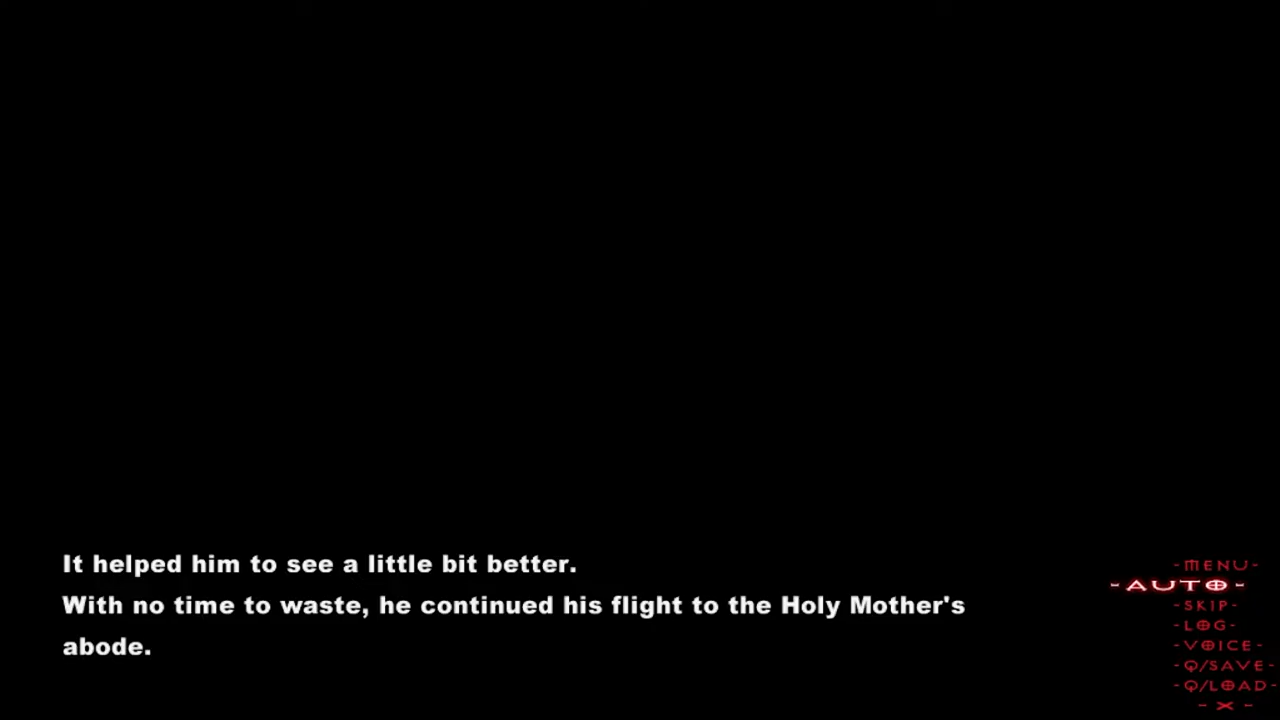 It helped him to see a little bit better.
With no time to waste, he continued his flight to the Holy Mother's
abode.
-MENU-
-AUTO-
-SKIP-
-LOG-
-VOICE-
-Q/SAVE-
-Q/LOAD-
-X-